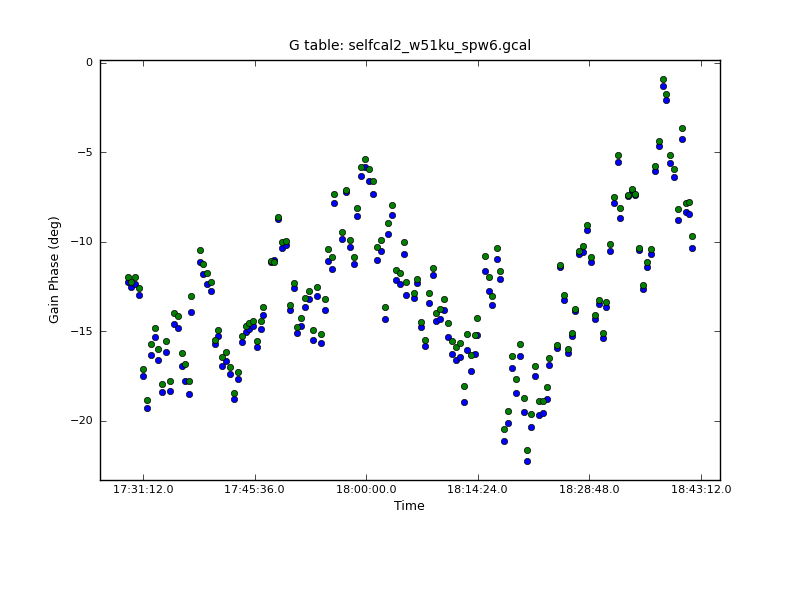 G table: selfcal2_w51ku_spw6.gcal
Gain Phase (deg)
0
−5
−10
−15
−20
17:31:12.0 17:45:36.0 18:00:00.0 18:14:24.0 18:28:48.0 18:43:12.0
Time